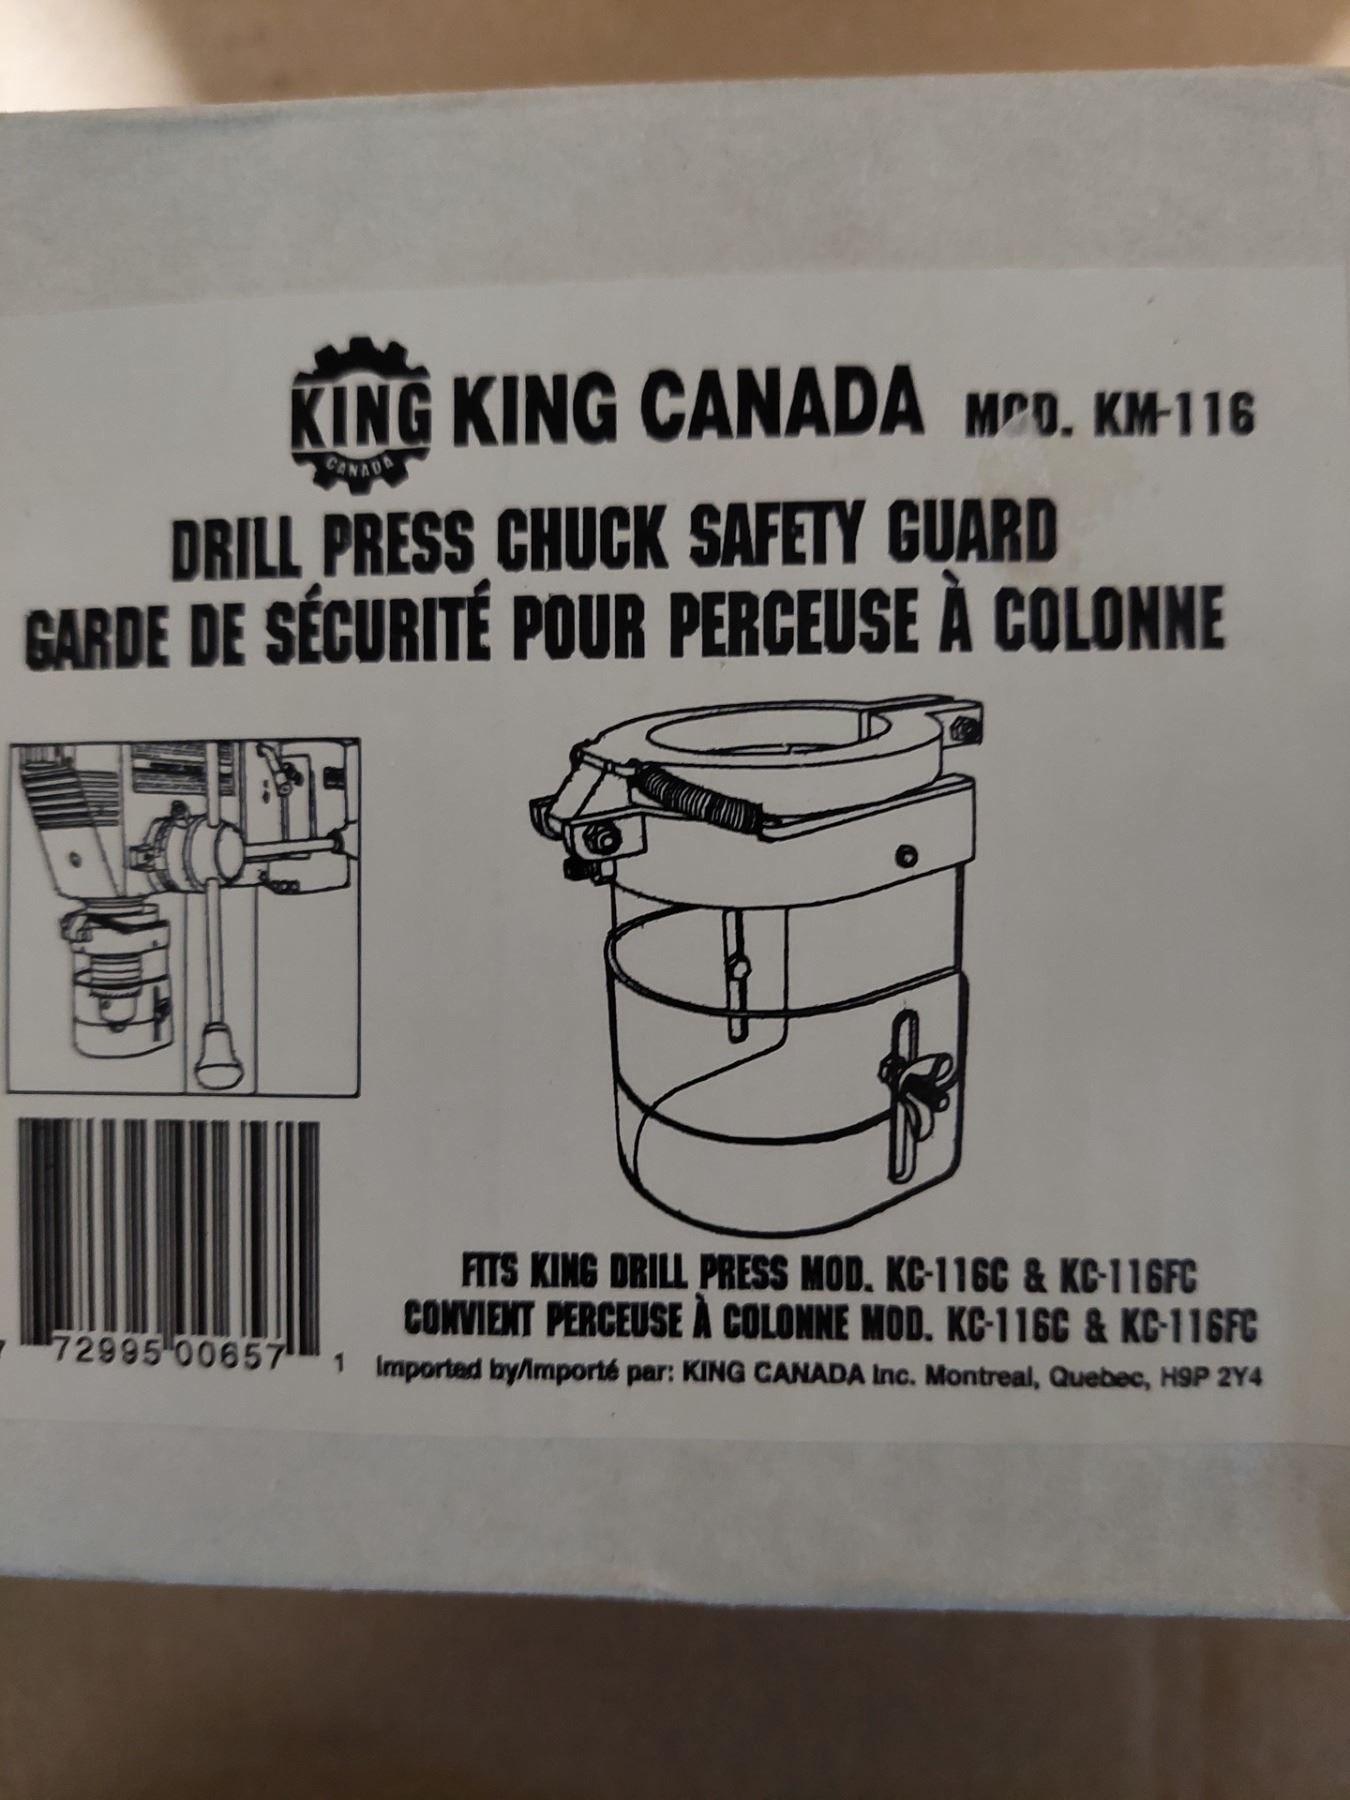 KING KING CANADA MOD. KM-116
CANADA
DRILL PRESS CHUCK SAFETY GUARD
GARDE DE SÉCURITÉ POUR PERCEUSE À COLONNE
FITS KING DRILL PRESS MOD. KC-116C & KC-116FC
CONVIENT PERCEUSE À COLONNE MOD. KC-116C & KC-116FC
7 72995 00657 1
Imported by/Importé par: KING CANADA Inc. Montreal, Quebec, H9P 2Y4